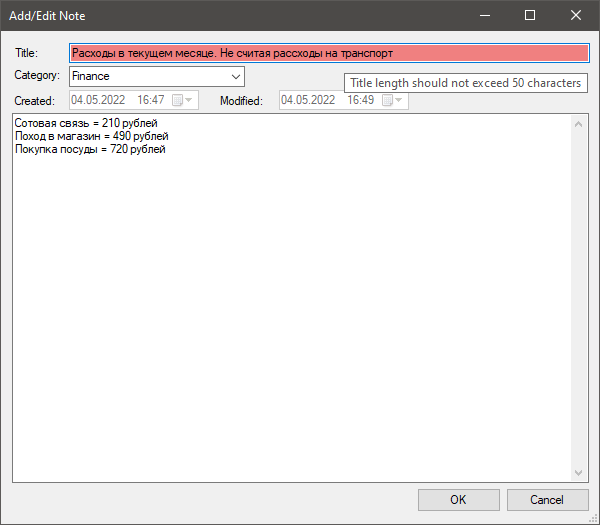 Add/Edit Note
Title: Расходы в текущем месяце. Не считая рассходы на транспорт
Category: Finance
Title length should not exceed 50 characters
Created: 04.05.2022 16:47 Modified: 04.05.2022 16:49
Сотовая связь = 210 рублей
Поход в магазин = 490 рублей
Покупка посуды = 720 рублей
OK Cancel